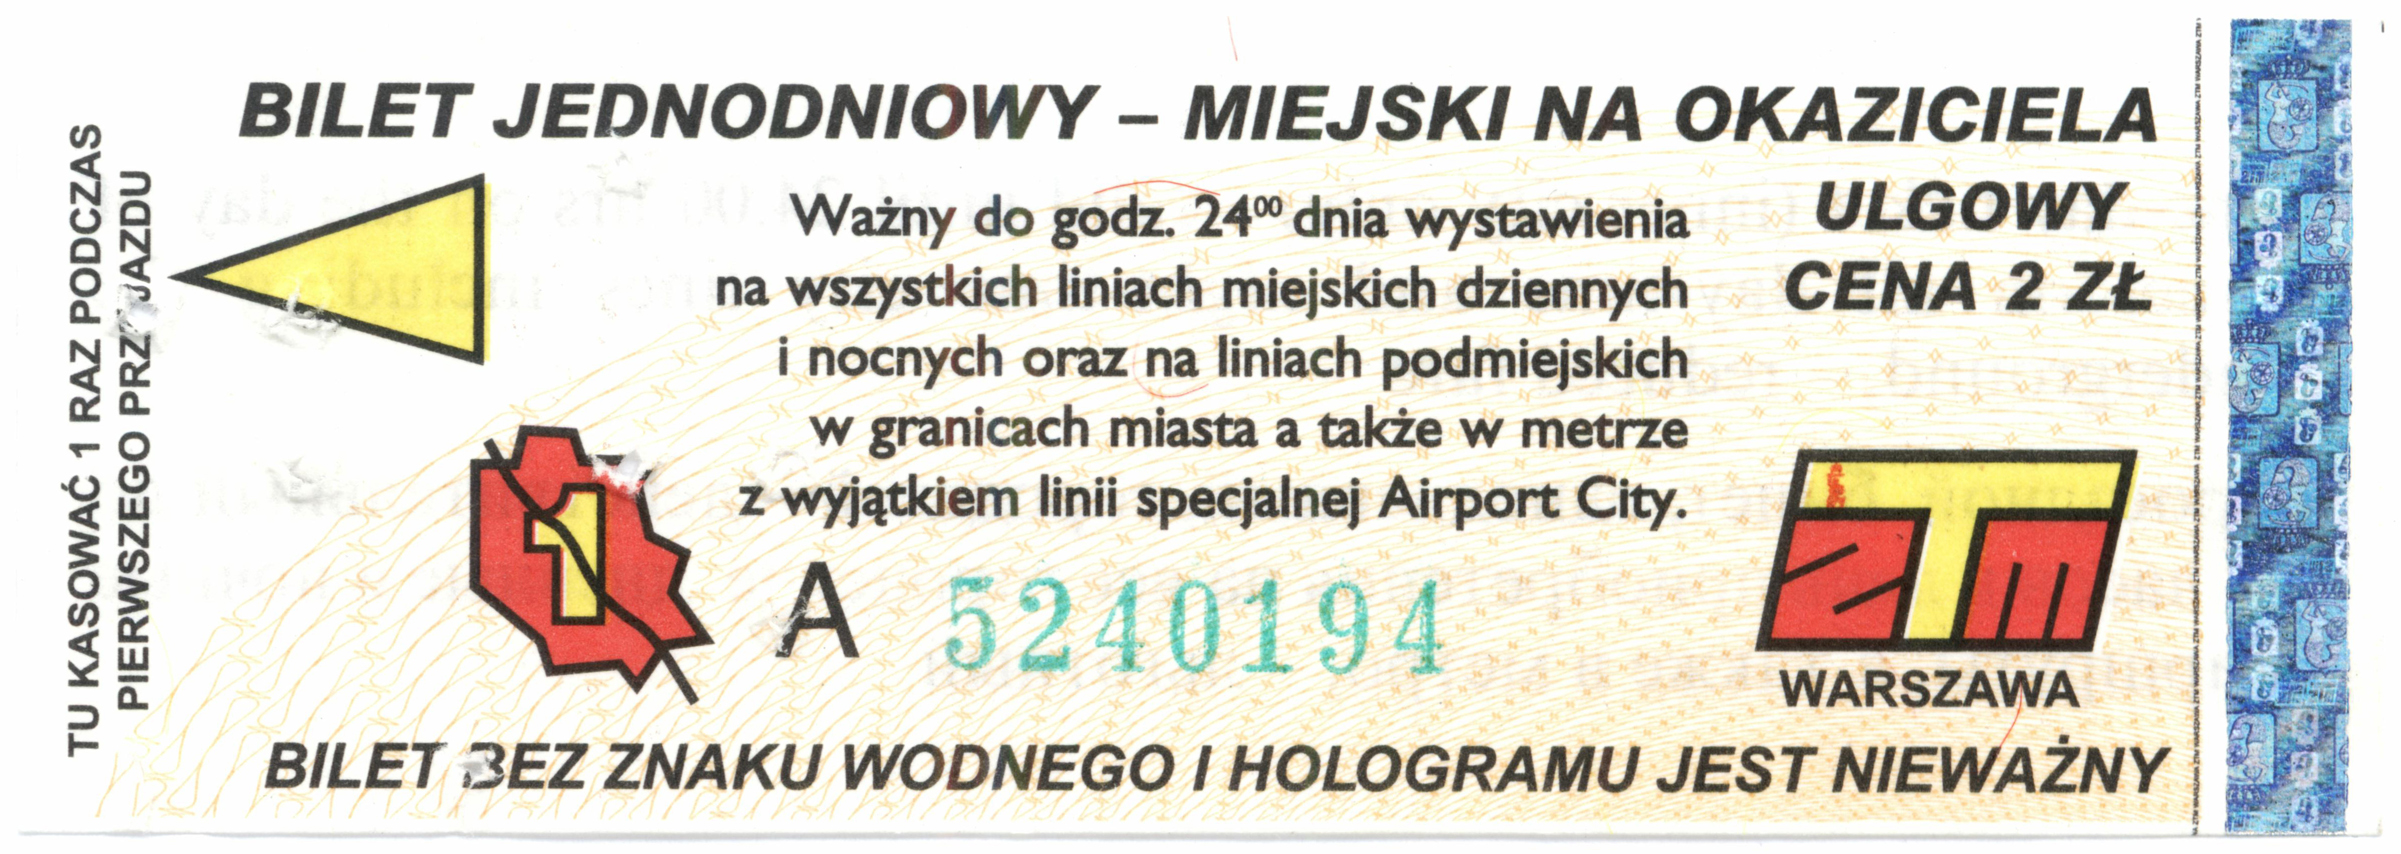 BILET JEDNODNIOWY – MIEJSKI NA OKAZICIELA
TU KASOWAĆ 1 RAZ PODCZAS
PIERWSZEGO PRZEJAZDU
Ważny do godz. 24⁰⁰ dnia wystawienia
na wszystkich liniach miejskich dziennych
i nocnych oraz na liniach podmiejskich
w granicach miasta a także w metrze
z wyjątkiem linii specjalnej Airport City.
ULGOWY
CENA 2 ZŁ
1
A 5240194
ZTM
WARSZAWA
BILET BEZ ZNAKU WODNEGO I HOLOGRAMU JEST NIEWAŻNY